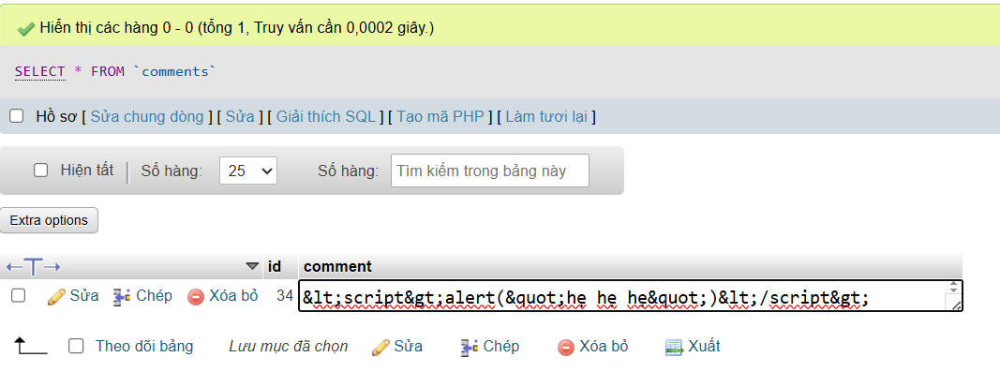 Hiển thị các hàng 0 - 0 (tổng 1, Truy vấn cần 0,0002 giây.)
SELECT * FROM `comments`
Hồ sơ [ Sửa chung dòng ] [ Sửa ] [ Giải thích SQL ] [ Tạo mã PHP ] [ Làm tươi lại ]
Hiện tất Số hàng: 25 Số hàng: Tìm kiếm trong bảng này
Extra options
id comment
Sửa Chép Xóa bỏ 34 &lt;script&gt;alert(&quot;hẹ hẹ hẹ&quot;)&lt;/script&gt;
Theo dõi bảng Lưu mục đã chọn Sửa Chép Xóa bỏ Xuất